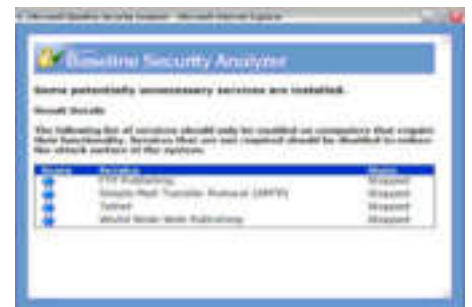 Microsoft Baseline Security Analyzer - Microsoft Internet Explorer
Baseline Security Analyzer
Some potentially unnecessary services are installed.
Result Details
The following list of services should only be enabled on computers that require
their functionality. Services that are not required should be disabled to reduce
the attack surface of the system.
Score Service State
FTP Publishing Stopped
Simple Mail Transfer Protocol (SMTP) Stopped
Telnet Stopped
World Wide Web Publishing Stopped